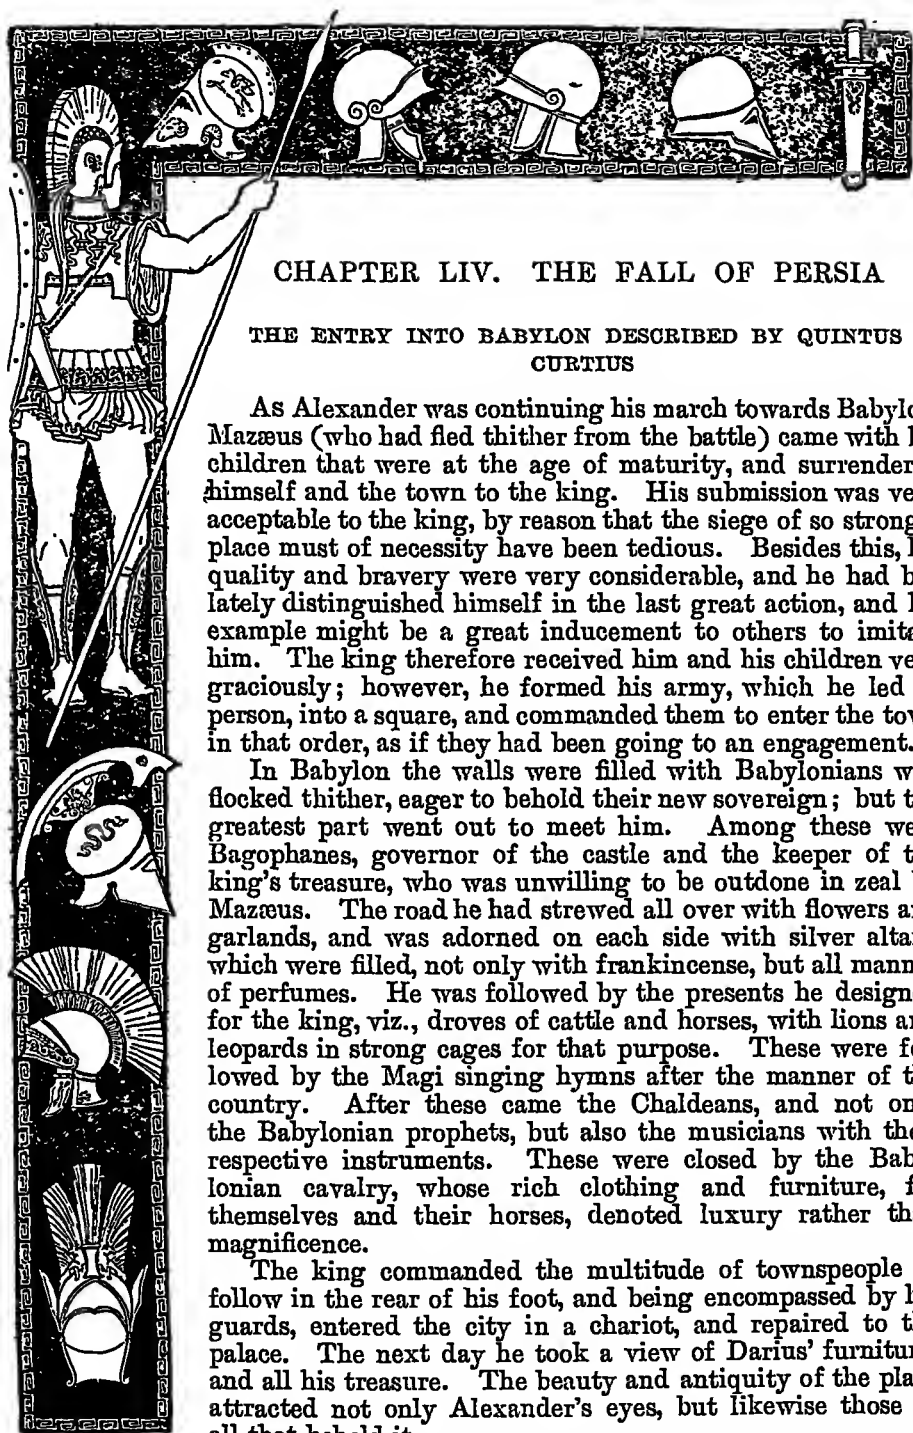 CHAPTER LIV. THE FALL OF PERSIA
THE ENTRY INTO BABYLON DESCRIBED BY QUINTUS
CURTIUS
As Alexander was continuing his march towards Babylo
Mazæus (who had fled thither from the battle) came with
children that were at the age of maturity, and surrender
himself and the town to the king. His submission was ve
acceptable to the king, by reason that the siege of so strong
place must of necessity have been tedious. Besides this,
quality and bravery were very considerable, and he had b
lately distinguished himself in the last great action, and
example might be a great inducement to others to imita
him. The king therefore received him and his children ve
graciously; however, he formed his army, which he led
person, into a square, and commanded them to enter the to
in that order, as if they had been going to an engagement.
In Babylon the walls were filled with Babylonians w
flocked thither, eager to behold their new sovereign; but t
greatest part went out to meet him. Among these we
Bagophanes, governor of the castle and the keeper of t
king's treasure, who was unwilling to be outdone in zeal
Mazæus. The road he had strewed all over with flowers a
garlands, and was adorned on each side with silver alta
which were filled, not only with frankincense, but all mann
of perfumes. He was followed by the presents he design
for the king, viz., droves of cattle and horses, with lions a
leopards in strong cages for that purpose. These were fo
lowed by the Magi singing hymns after the manner of t
country. After these came the Chaldeans, and not on
the Babylonian prophets, but also the musicians with the
respective instruments. These were closed by the Bab
lonian cavalry, whose rich clothing and furniture, f
themselves and their horses, denoted luxury rather th
magnificence.
The king commanded the multitude of townspeople
follow in the rear of his foot, and being encompassed by
guards, entered the city in a chariot, and repaired to t
palace. The next day he took a view of Darius' furnitur
and all his treasure. The beauty and antiquity of the pla
attracted not only Alexander's eyes, but likewise those
all that beheld it